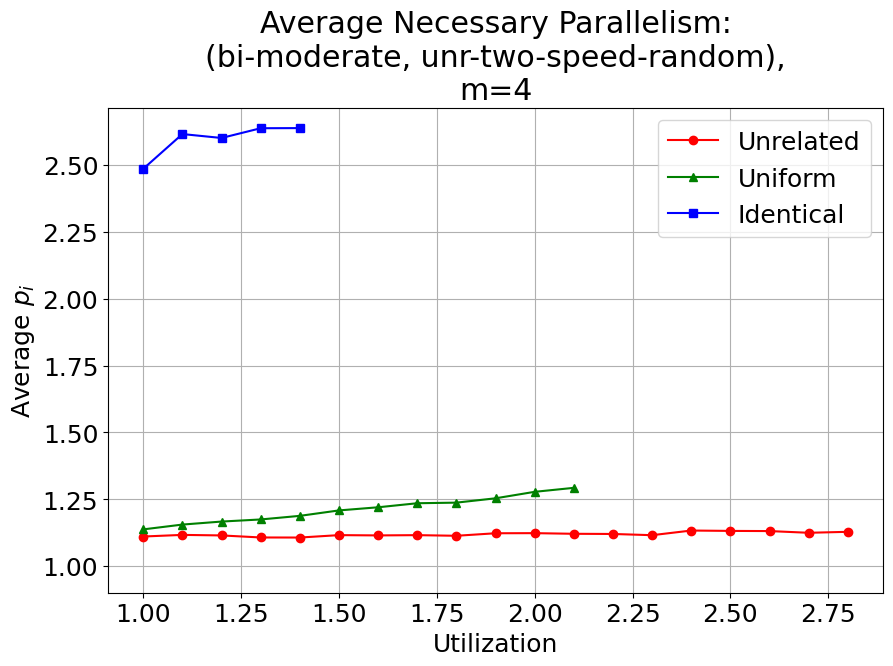 Average Necessary Parallelism:
(bi-moderate, unr-two-speed-random),
m=4
Unrelated
Uniform
Identical
2.50
2.25
2.00
1.75
1.50
1.25
1.00
Average p_i
1.00 1.25 1.50 1.75 2.00 2.25 2.50 2.75
Utilization